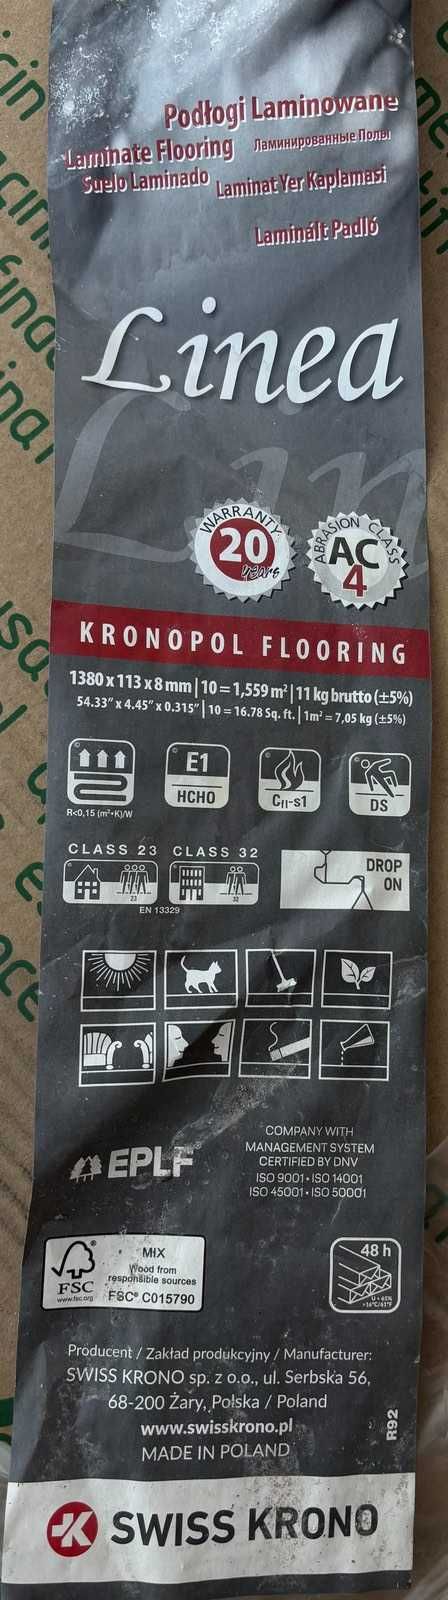 Podłogi Laminowane
Laminate Flooring
Ламинированные Полы
Suelo Laminado
Laminat Yer Kaplamasi
Laminált Padló
Linea
WARRANTY
20
years
ABRASION CLASS
AC
4
KRONOPOL FLOORING
1380 x 113 x 8 mm | 10 = 1,559 m² | 11 kg brutto (±5%)
54.33" x 4.45" x 0.315" | 10 = 16.78 Sq. ft. | 1m² = 7,05 kg (±5%)
R<0,15 (m²•K)/W
E1
HCHO
Cfl-s1
DS
CLASS 23
CLASS 32
23
32
EN 13329
DROP
ON
EPLF
COMPANY WITH
MANAGEMENT SYSTEM
CERTIFIED BY DNV
ISO 9001 • ISO 14001
ISO 45001 • ISO 50001
FSC
www.fsc.org
MIX
Wood from
responsible sources
FSC® C015790
48 h
Producent / Zakład produkcyjny / Manufacturer:
SWISS KRONO sp. z o.o., ul. Serbska 56,
68-200 Żary, Polska / Poland
www.swisskrono.pl
MADE IN POLAND
R92
SWISS KRONO